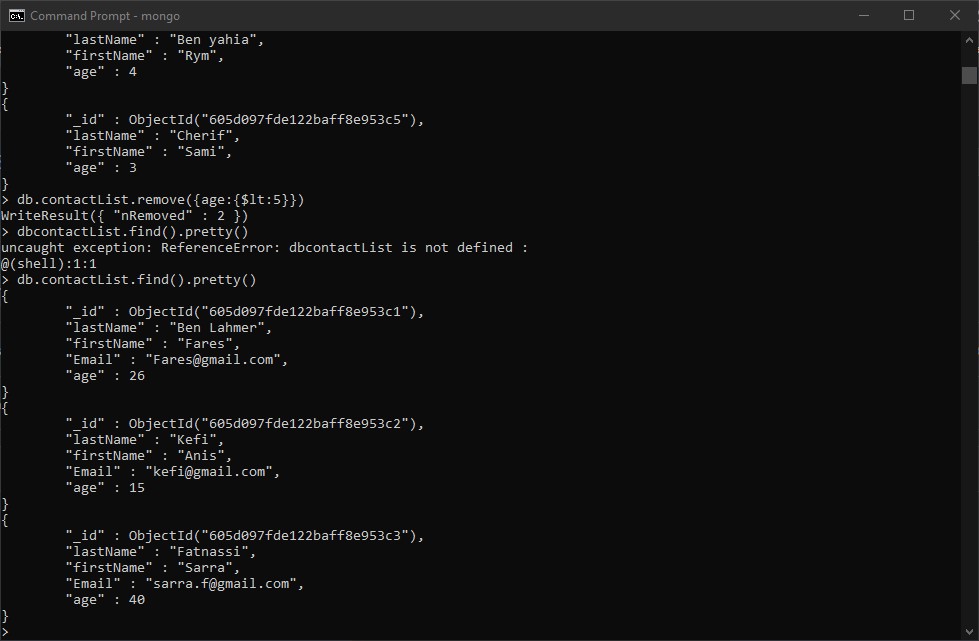 Command Prompt - mongo
"lastName" : "Ben yahia",
"firstName" : "Rym",
"age" : 4
}
{
"_id" : ObjectId("605d097fde122baff8e953c5"),
"lastName" : "Cherif",
"firstName" : "Sami",
"age" : 3
}
> db.contactList.remove({age:{$lt:5}})
WriteResult({ "nRemoved" : 2 })
> dbcontactList.find().pretty()
uncaught exception: ReferenceError: dbcontactList is not defined :
@(shell):1:1
> db.contactList.find().pretty()
{
"_id" : ObjectId("605d097fde122baff8e953c1"),
"lastName" : "Ben Lahmer",
"firstName" : "Fares",
"Email" : "Fares@gmail.com",
"age" : 26
}
{
"_id" : ObjectId("605d097fde122baff8e953c2"),
"lastName" : "Kefi",
"firstName" : "Anis",
"Email" : "kefi@gmail.com",
"age" : 15
}
{
"_id" : ObjectId("605d097fde122baff8e953c3"),
"lastName" : "Fatnassi",
"firstName" : "Sarra",
"Email" : "sarra.f@gmail.com",
"age" : 40
}
>